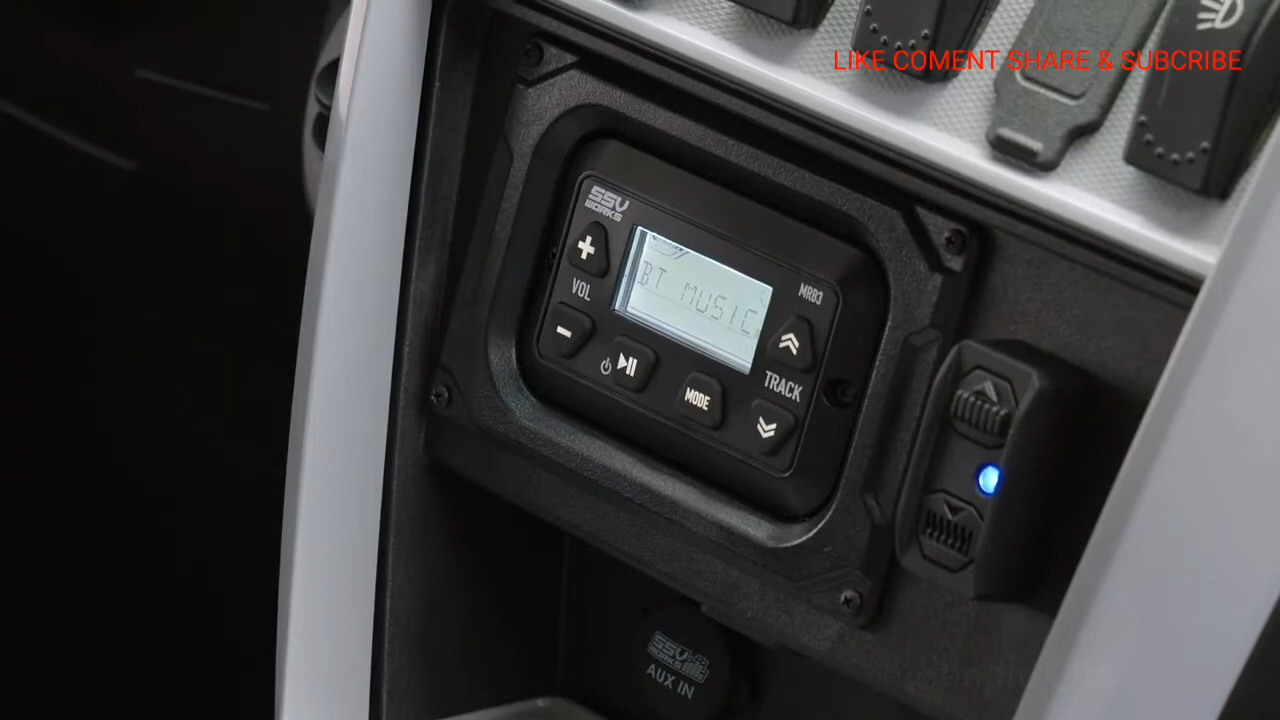 LIKE COMENT SHARE & SUBCRIBE
SSV
WORKS
VOL
BT MUSIC
MRB3
TRACK
MODE
SSV
WORKS
AUX IN